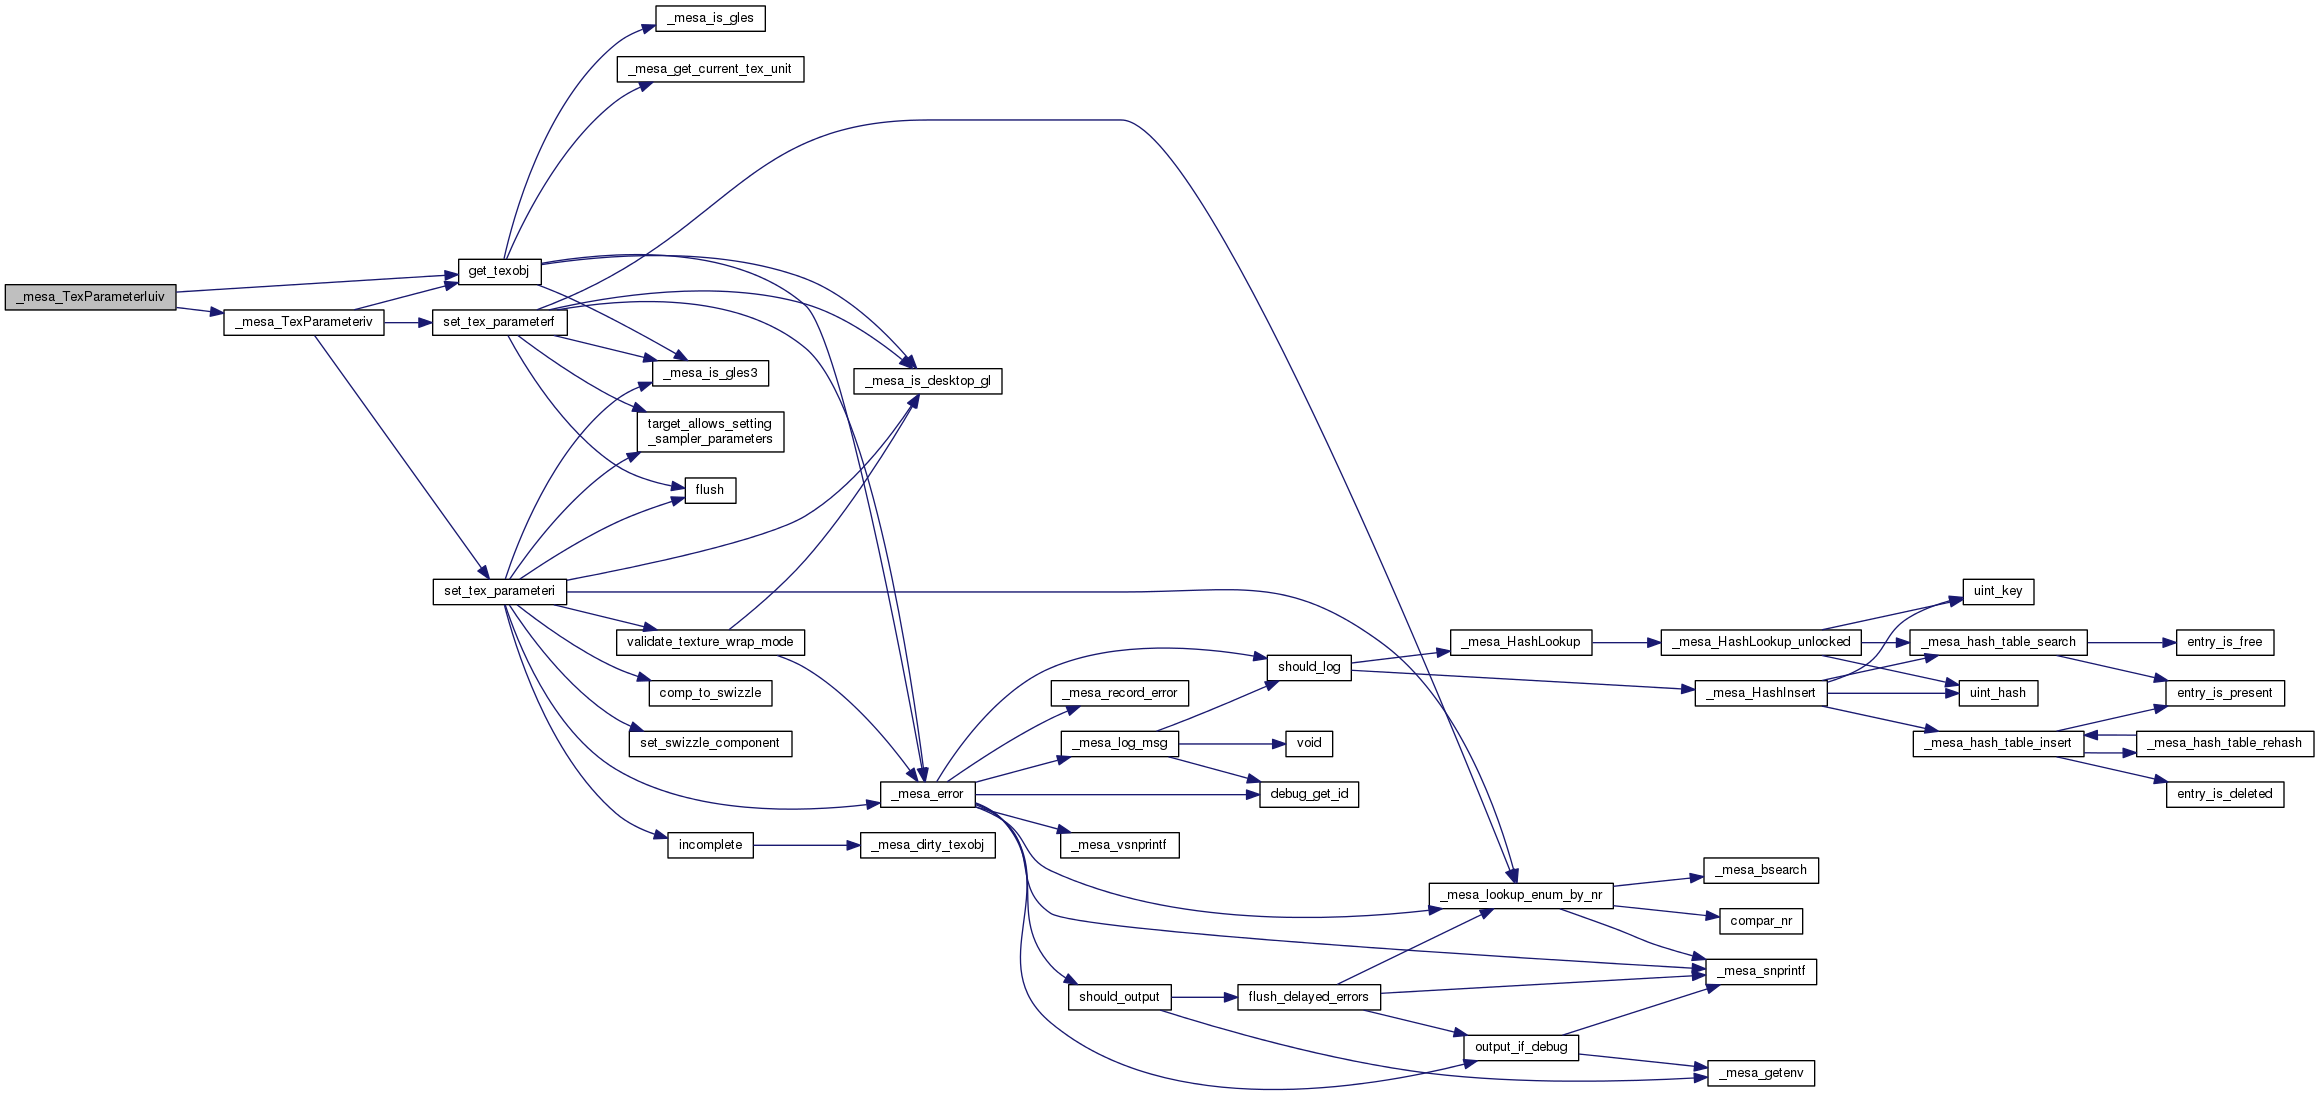 _mesa_is_gles
_mesa_get_current_tex_unit
get_texobj
_mesa_TexParameterIuiv
_mesa_TexParameteriv
set_tex_parameterf
_mesa_is_gles3
_mesa_is_desktop_gl
target_allows_setting
_sampler_parameters
flush
set_tex_parameteri
uint_key
validate_texture_wrap_mode
_mesa_HashLookup
_mesa_HashLookup_unlocked
_mesa_hash_table_search
entry_is_free
should_log
comp_to_swizzle
_mesa_record_error
_mesa_HashInsert
uint_hash
entry_is_present
set_swizzle_component
_mesa_log_msg
void
_mesa_hash_table_insert
_mesa_hash_table_rehash
_mesa_error
debug_get_id
entry_is_deleted
incomplete
_mesa_dirty_texobj
_mesa_vsnprintf
_mesa_bsearch
_mesa_lookup_enum_by_nr
compar_nr
_mesa_snprintf
should_output
flush_delayed_errors
output_if_debug
_mesa_getenv